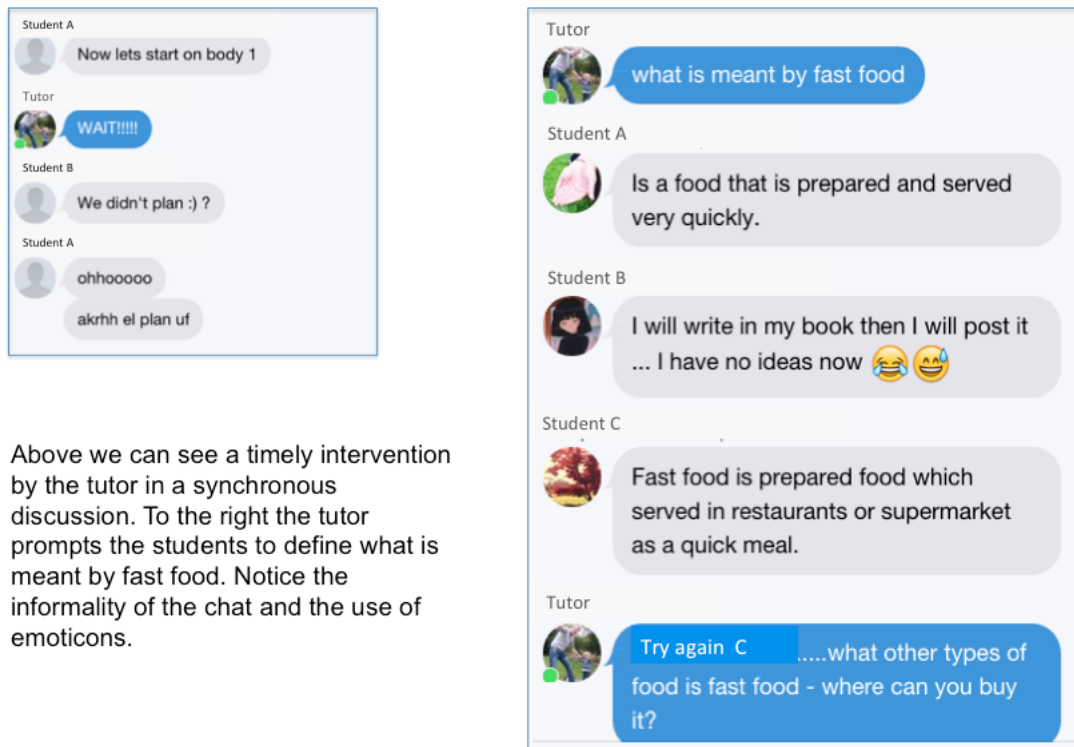 Student A
Now lets start on body 1
Tutor
WAIT!!!!!
Student B
We didn't plan :) ?
Student A
ohhooooo
akrhh el plan uf
Above we can see a timely intervention
by the tutor in a synchronous
discussion. To the right the tutor
prompts the students to define what is
meant by fast food. Notice the
informality of the chat and the use of
emoticons.
Tutor
what is meant by fast food
Student A
Is a food that is prepared and served
very quickly.
Student B
I will write in my book then I will post it
... I have no ideas now 😂😅
Student C
Fast food is prepared food which
served in restaurants or supermarket
as a quick meal.
Tutor
Try again C .....what other types of
food is fast food - where can you buy
it?